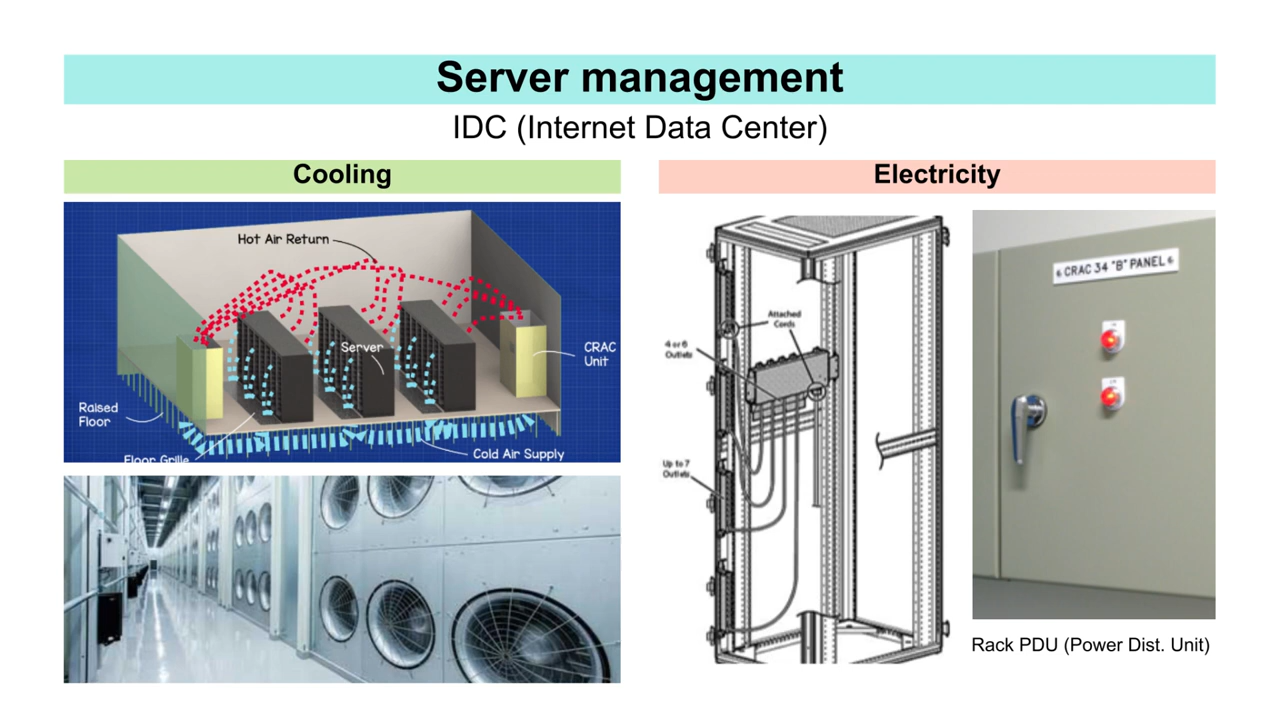 Server management
IDC (Internet Data Center)
Cooling
Electricity
Hot Air Return
Server
CRAC
Unit
Raised
Floor
Floor Grille
Cold Air Supply
Attached
Cords
4 or 6
Outlets
Up to 7
Outlets
CRAC 34 "B" PANEL
Rack PDU (Power Dist. Unit)